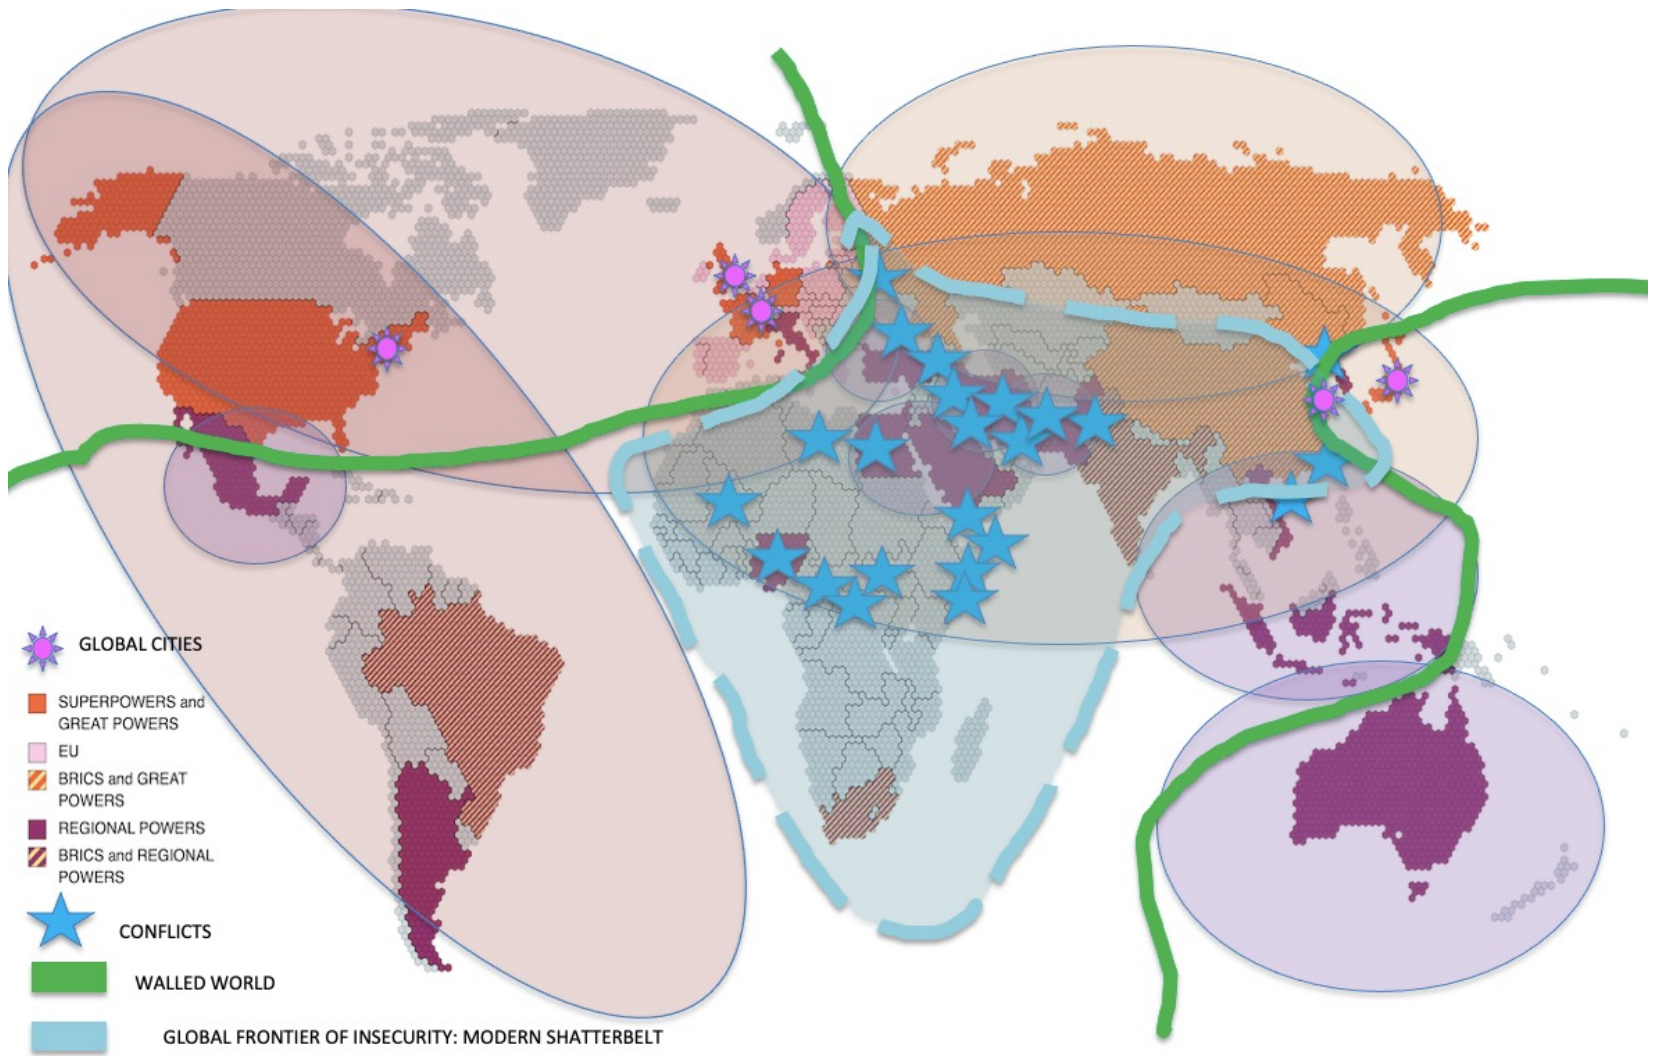 GLOBAL CITIES
SUPERPOWERS and
GREAT POWERS
EU
BRICS and GREAT
POWERS
REGIONAL POWERS
BRICS and REGIONAL
POWERS
CONFLICTS
WALLED WORLD
GLOBAL FRONTIER OF INSECURITY: MODERN SHATTERBELT